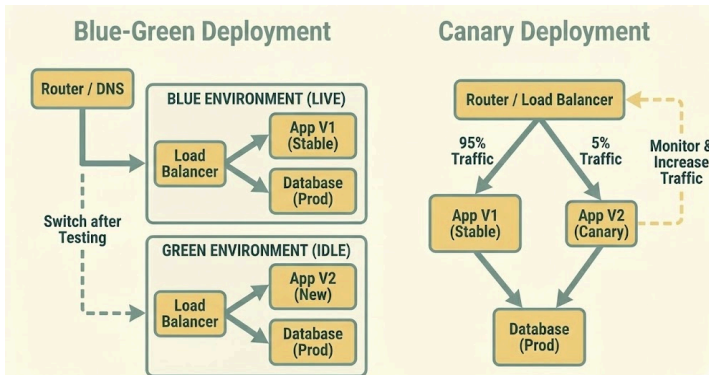 Blue-Green Deployment
Router / DNS
BLUE ENVIRONMENT (LIVE)
Load
Balancer
App V1
(Stable)
Database
(Prod)
Switch after
Testing
GREEN ENVIRONMENT (IDLE)
Load
Balancer
App V2
(New)
Database
(Prod)
Canary Deployment
Router / Load Balancer
95%
Traffic
5%
Traffic
Monitor &
Increase
Traffic
App V1
(Stable)
App V2
(Canary)
Database
(Prod)